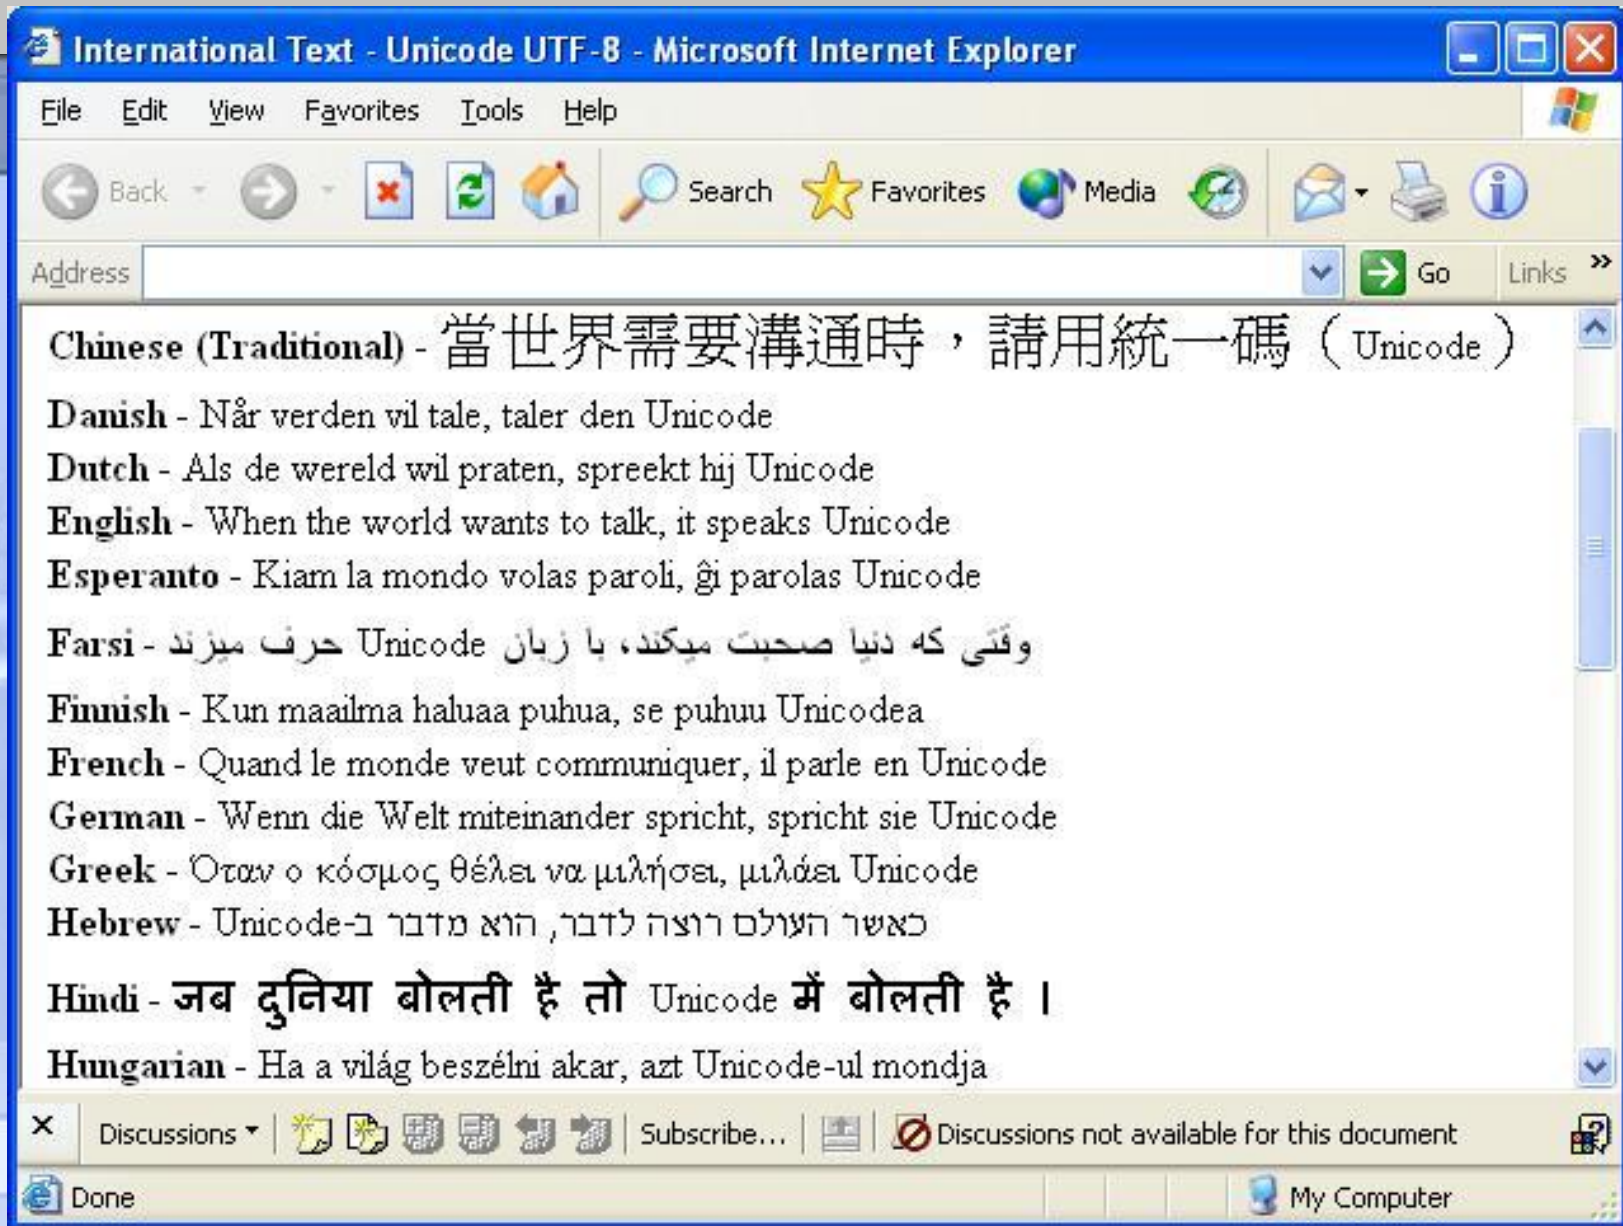 International Text - Unicode UTF-8 - Microsoft Internet Explorer
File Edit View Favorites Tools Help
Back Search Favorites Media
Address Go Links »
Chinese (Traditional) - 當世界需要溝通時，請用統一碼（Unicode）
Danish - Når verden vil tale, taler den Unicode
Dutch - Als de wereld wil praten, spreekt hij Unicode
English - When the world wants to talk, it speaks Unicode
Esperanto - Kiam la mondo volas paroli, ĝi parolas Unicode
Farsi - وقتی که دنیا صحبت میکند، با زبان Unicode حرف میزند
Finnish - Kun maailma haluaa puhua, se puhuu Unicodea
French - Quand le monde veut communiquer, il parle en Unicode
German - Wenn die Welt miteinander spricht, spricht sie Unicode
Greek - Όταν ο κόσμος θέλει να μιλήσει, μιλάει Unicode
Hebrew - כאשר העולם רוצה לדבר, הוא מדבר ב-Unicode
Hindi - जब दुनिया बोलती है तो Unicode में बोलती है ।
Hungarian - Ha a világ beszélni akar, azt Unicode-ul mondja
Discussions Subscribe... Discussions not available for this document
Done My Computer